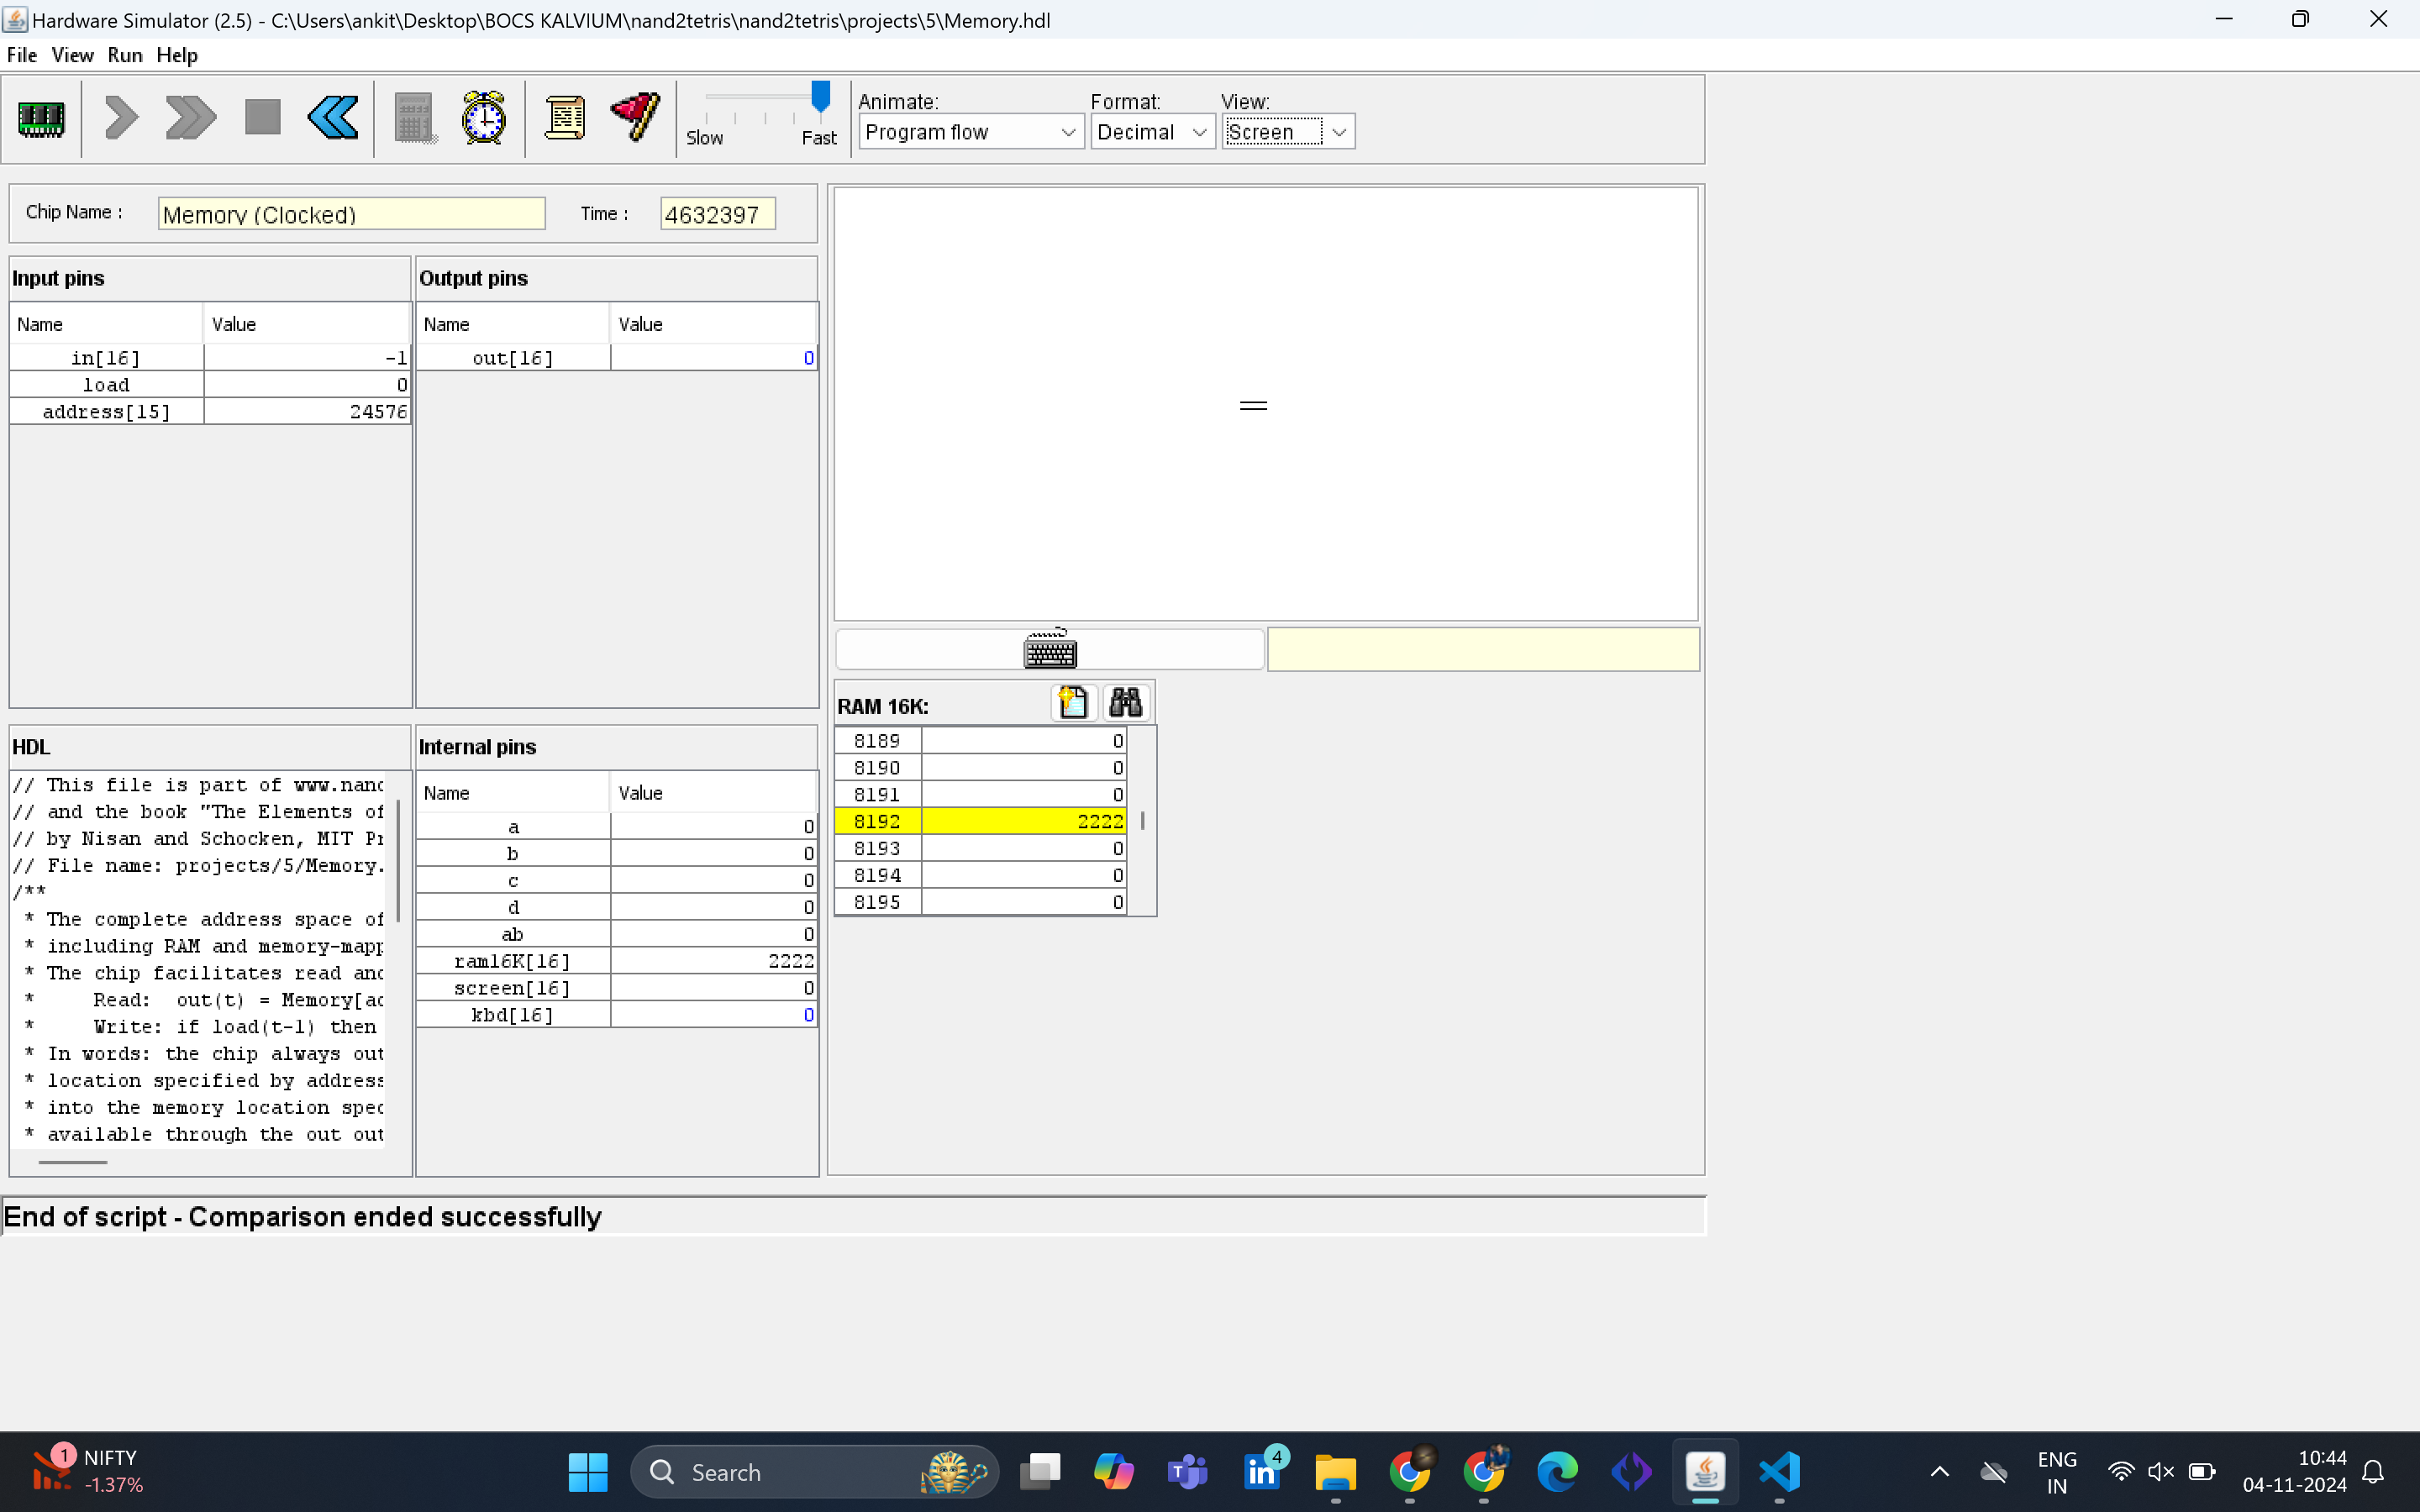 Hardware Simulator (2.5) - C:\Users\ankit\Desktop\BOCS KALVIUM\nand2tetris\nand2tetris\projects\5\Memory.hdl
File View Run Help
Slow Fast
Animate: Format: View:
Program flow Decimal Screen
Chip Name : Memory (Clocked) Time : 4632397
Input pins
Name Value
in[16] -1
load 0
address[15] 24576
Output pins
Name Value
out[16] 0
HDL
// This file is part of www.nand
// and the book "The Elements of
// by Nisan and Schocken, MIT Pr
// File name: projects/5/Memory.
/**
* The complete address space of
* including RAM and memory-mapp
* The chip facilitates read and
* Read: out(t) = Memory[ad
* Write: if load(t-1) then
* In words: the chip always out
* location specified by address
* into the memory location spec
* available through the out out
Internal pins
Name Value
a 0
b 0
c 0
d 0
ab 0
ram16K[16] 2222
screen[16] 0
kbd[16] 0
RAM 16K:
8189 0
8190 0
8191 0
8192 2222
8193 0
8194 0
8195 0
End of script - Comparison ended successfully
1 NIFTY
-1.37%
Search
4
ENG
IN
10:44
04-11-2024